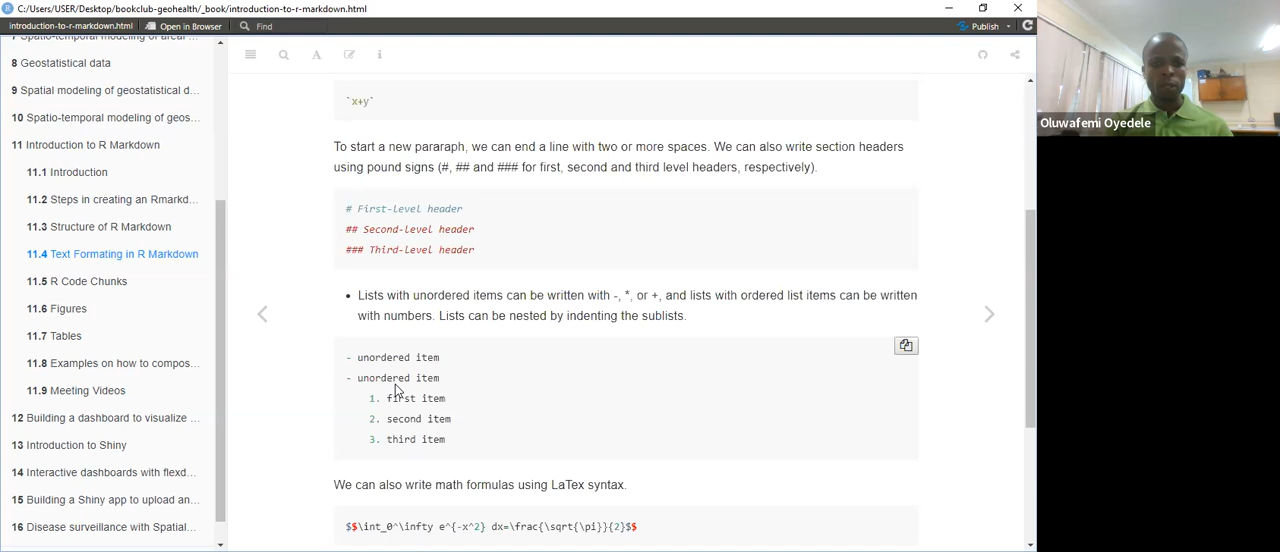 C:/Users/USER/Desktop/bookclub-geohealth/_book/introduction-to-r-markdown.html
introduction-to-r-markdown.html Open in Browser Find Publish
7 Spatio-temporal modeling of areal ...
8 Geostatistical data
9 Spatial modeling of geostatistical d...
10 Spatio-temporal modeling of geos...
11 Introduction to R Markdown
11.1 Introduction
11.2 Steps in creating an Rmarkd...
11.3 Structure of R Markdown
11.4 Text Formating in R Markdown
11.5 R Code Chunks
11.6 Figures
11.7 Tables
11.8 Examples on how to compos...
11.9 Meeting Videos
12 Building a dashboard to visualize ...
13 Introduction to Shiny
14 Interactive dashboards with flexd...
15 Building a Shiny app to upload an...
16 Disease surveillance with Spatial...
`x+y`
To start a new pararaph, we can end a line with two or more spaces. We can also write section headers
using pound signs (#, ## and ### for first, second and third level headers, respectively).
# First-level header
## Second-level header
### Third-level header
• Lists with unordered items can be written with -, *, or +, and lists with ordered list items can be written
with numbers. Lists can be nested by indenting the sublists.
- unordered item
- unordered item
1. first item
2. second item
3. third item
We can also write math formulas using LaTex syntax.
$$\int_0^\infty e^{-x^2} dx=\frac{\sqrt{\pi}}{2}$$
Oluwafemi Oyedele